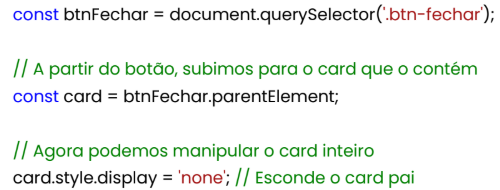 const btnFechar = document.querySelector('.btn-fechar');
// A partir do botão, subimos para o card que o contém
const card = btnFechar.parentElement;
// Agora podemos manipular o card inteiro
card.style.display = 'none'; // Esconde o card pai